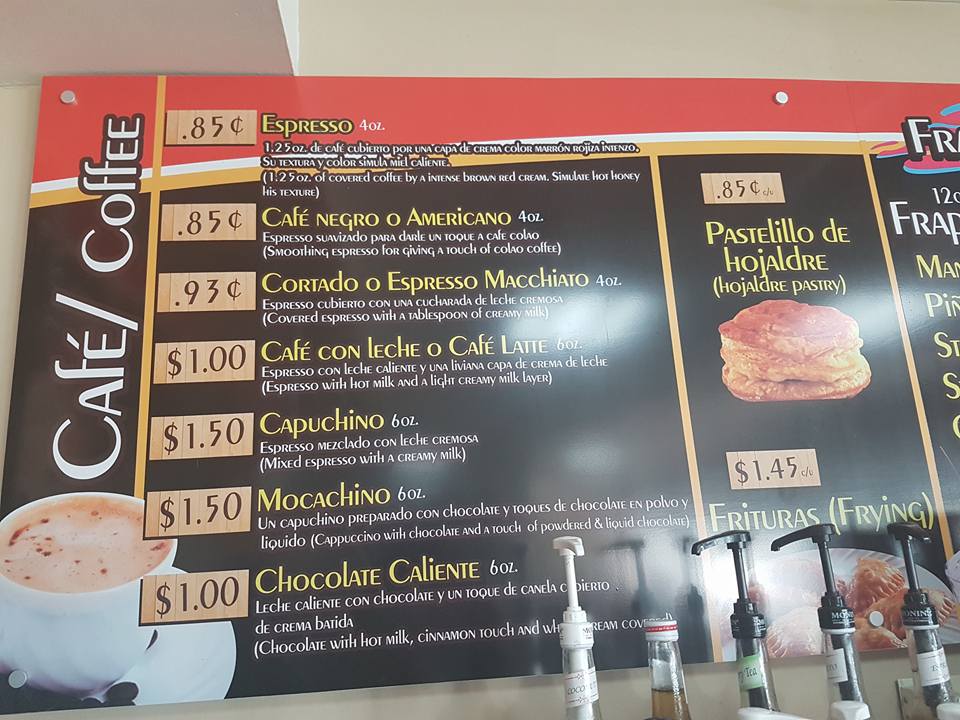 Café/ Coffee
.85¢ Espresso 4oz.
1.25oz. de café cubierto por una capa de crema color marrón rojiza intenzo.
Su textura y color simula miel caliente.
(1.25oz. of covered coffee by a intense brown red cream. Simulate hot honey
his texture)
.85¢ Café negro o Americano 4oz.
Espresso suavizado para darle un toque a cafe colao
(Smoothing espresso for giving a touch of colao coffee)
.93¢ Cortado o Espresso Macchiato 4oz.
Espresso cubierto con una cucharada de leche cremosa
(Covered espresso with a tablespoon of creamy milk)
$1.00 Café con leche o Café Latte 6oz.
Espresso con leche caliente y una liviana capa de crema de leche
(Espresso with hot milk and a light creamy milk layer)
$1.50 Capuchino 6oz.
Espresso mezclado con leche cremosa
(Mixed espresso with a creamy milk)
$1.50 Mocachino 6oz.
Un capuchino preparado con chocolate y toques de chocolate en polvo y
liquido (Cappuccino with chocolate and a touch of powdered & liquid chocolate)
$1.00 Chocolate Caliente 6oz.
Leche caliente con chocolate y un toque de canela
de crema batida
(Chocolate with hot milk, cinnamon touch and cream covered)
.85¢ c/u
Pastelillo de
hojaldre
(hojaldre pastry)
$1.45 c/u
Frituras (Frying)
Tea